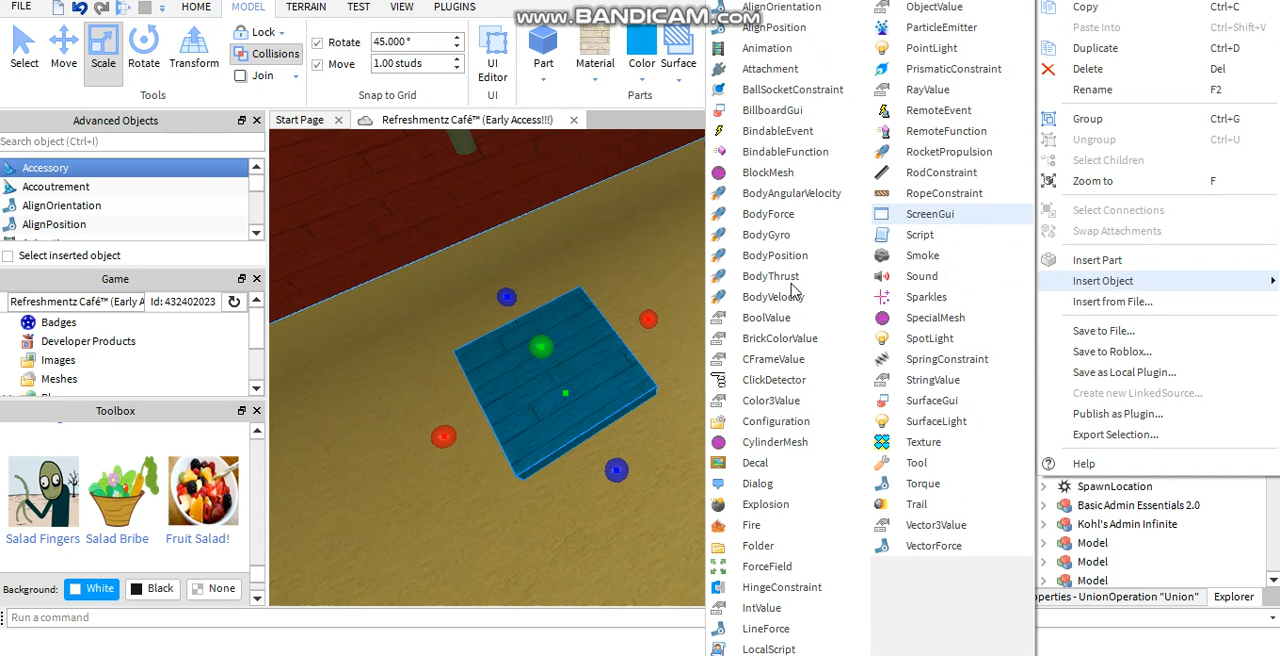 FILE
HOME
MODEL
TERRAIN
TEST
VIEW
PLUGINS
www.BANDICAM.com
Select
Move
Scale
Rotate
Transform
Lock
Collisions
Join
Tools
Rotate
45.000°
Move
1.00 studs
Snap to Grid
UI
Editor
UI
Part
Material
Color
Surface
Parts
Advanced Objects
Start Page
Refreshmentz Café™ (Early Access!!!)
Search object (Ctrl+I)
Accessory
Accoutrement
AlignOrientation
AlignPosition
Select inserted object
Game
Refreshmentz Café™ (Early A
Id: 432402023
Badges
Developer Products
Images
Meshes
Toolbox
Salad Fingers
Salad Bribe
Fruit Salad!
Background:
White
Black
None
Run a command
AlignOrientation
AlignPosition
Animation
Attachment
BallSocketConstraint
BillboardGui
BindableEvent
BindableFunction
BlockMesh
BodyAngularVelocity
BodyForce
BodyGyro
BodyPosition
BodyThrust
BodyVelocity
BoolValue
BrickColorValue
CFrameValue
ClickDetector
Color3Value
Configuration
CylinderMesh
Decal
Dialog
Explosion
Fire
Folder
ForceField
HingeConstraint
IntValue
LineForce
LocalScript
ObjectValue
ParticleEmitter
PointLight
PrismaticConstraint
RayValue
RemoteEvent
RemoteFunction
RocketPropulsion
RodConstraint
RopeConstraint
ScreenGui
Script
Smoke
Sound
Sparkles
SpecialMesh
SpotLight
SpringConstraint
StringValue
SurfaceGui
SurfaceLight
Texture
Tool
Torque
Trail
Vector3Value
VectorForce
Copy Ctrl+C
Paste Into Ctrl+Shift+V
Duplicate Ctrl+D
Delete Del
Rename F2
Group Ctrl+G
Ungroup Ctrl+U
Select Children
Zoom to F
Select Connections
Swap Attachments
Insert Part
Insert Object
Insert from File...
Save to File...
Save to Roblox...
Save as Local Plugin...
Create new LinkedSource...
Publish as Plugin...
Export Selection...
Help
SpawnLocation
Basic Admin Essentials 2.0
Kohl's Admin Infinite
Model
Model
Model
operties - UnionOperation "Union"
Explorer